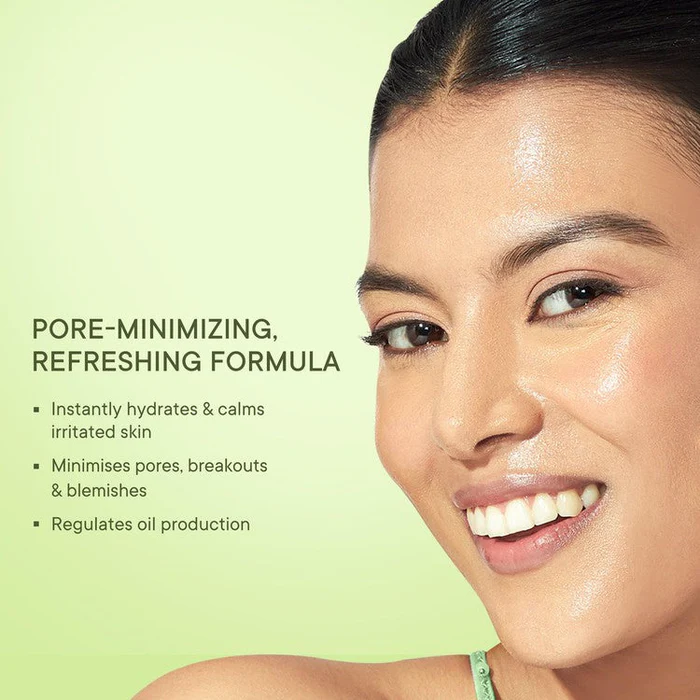 PORE-MINIMIZING,
REFRESHING FORMULA
▪ Instantly hydrates & calms
irritated skin
▪ Minimises pores, breakouts
& blemishes
▪ Regulates oil production